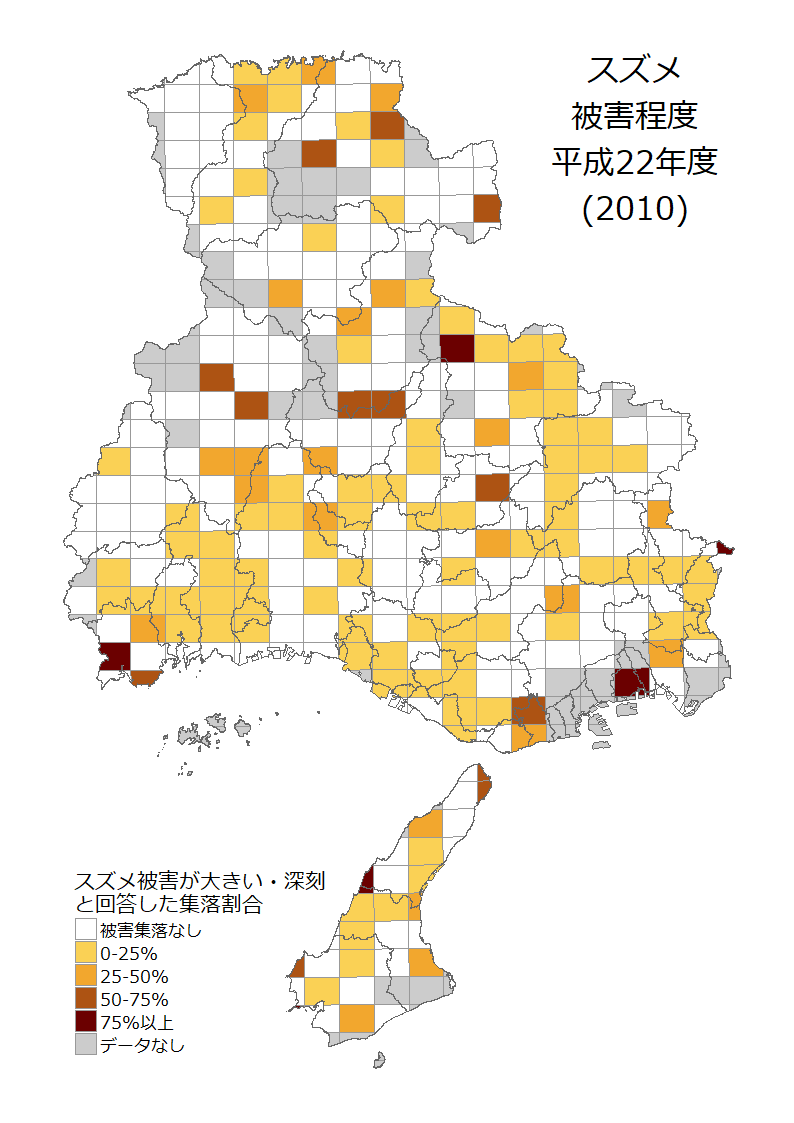 スズメ
被害程度
平成22年度
(2010)
スズメ被害が大きい・深刻
と回答した集落割合
被害集落なし
0-25%
25-50%
50-75%
75%以上
データなし